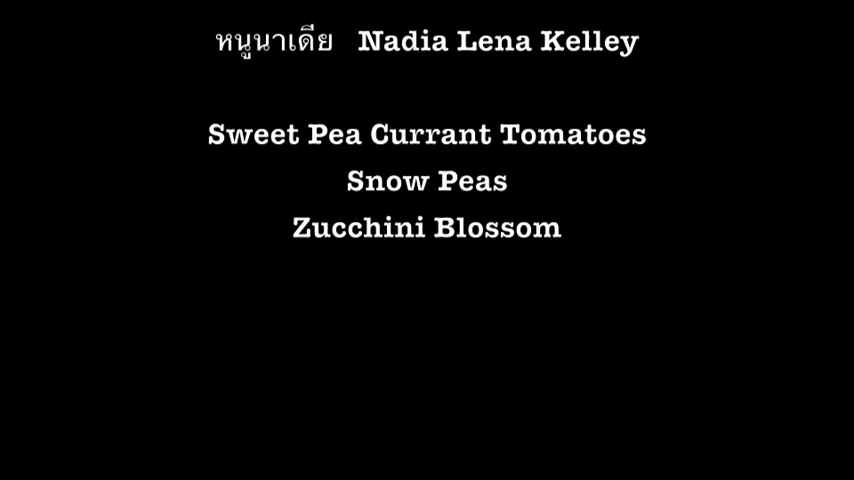 หนูนาเดีย Nadia Lena Kelley
Sweet Pea Currant Tomatoes
Snow Peas
Zucchini Blossom